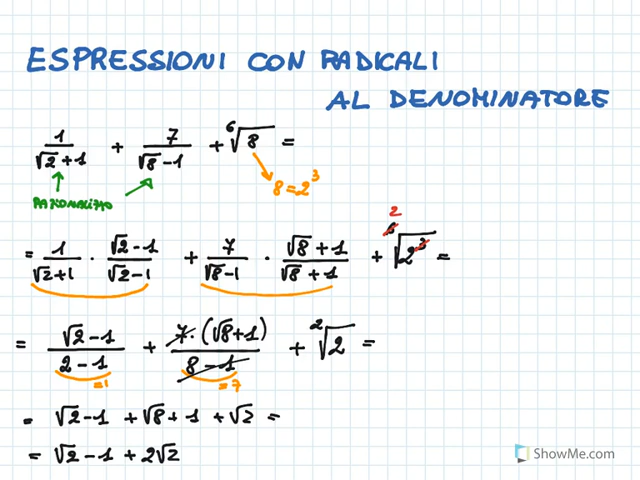 ESPRESSIONI CON RADICALI
AL DENOMINATORE
1/(√2+1) + 7/(√8-1) + ⁶√8 =
8=2³
RAZIONALIZZO
= 1/(√2+1) · (√2-1)/(√2-1) + 7/(√8-1) · (√8+1)/(√8+1) + ⁶√2³ =
2
= (√2-1)/(2-1) + 7·(√8+1)/(8-1) + ²√2 =
=1 =7
= √2-1 +√8+1 +√2 =
= √2-1+2√2
ShowMe.com